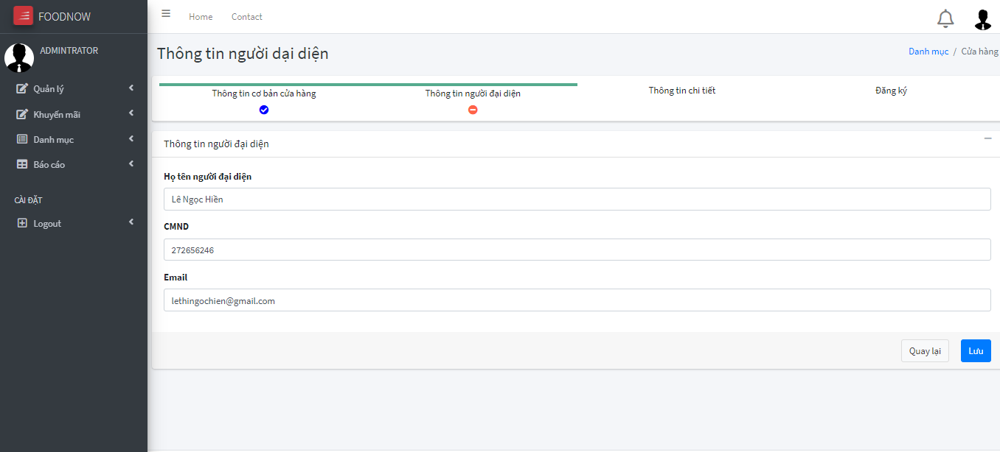 FOODNOW
Home
Contact
ADMINTRATOR
Quản lý
Khuyến mãi
Danh mục
Báo cáo
CÀI ĐẶT
Logout
Thông tin người dại diện
Danh mục / Cửa hàng
Thông tin cơ bản cửa hàng
Thông tin người đại diện
Thông tin chi tiết
Đăng ký
Thông tin người đại diện
Họ tên người đại diện
Lê Ngọc Hiền
CMND
272656246
Email
lethingochien@gmail.com
Quay lại
Lưu